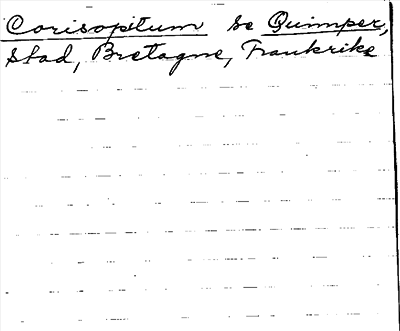 Corisopitum se Quimper,
stad, Bretagne, Frankrike